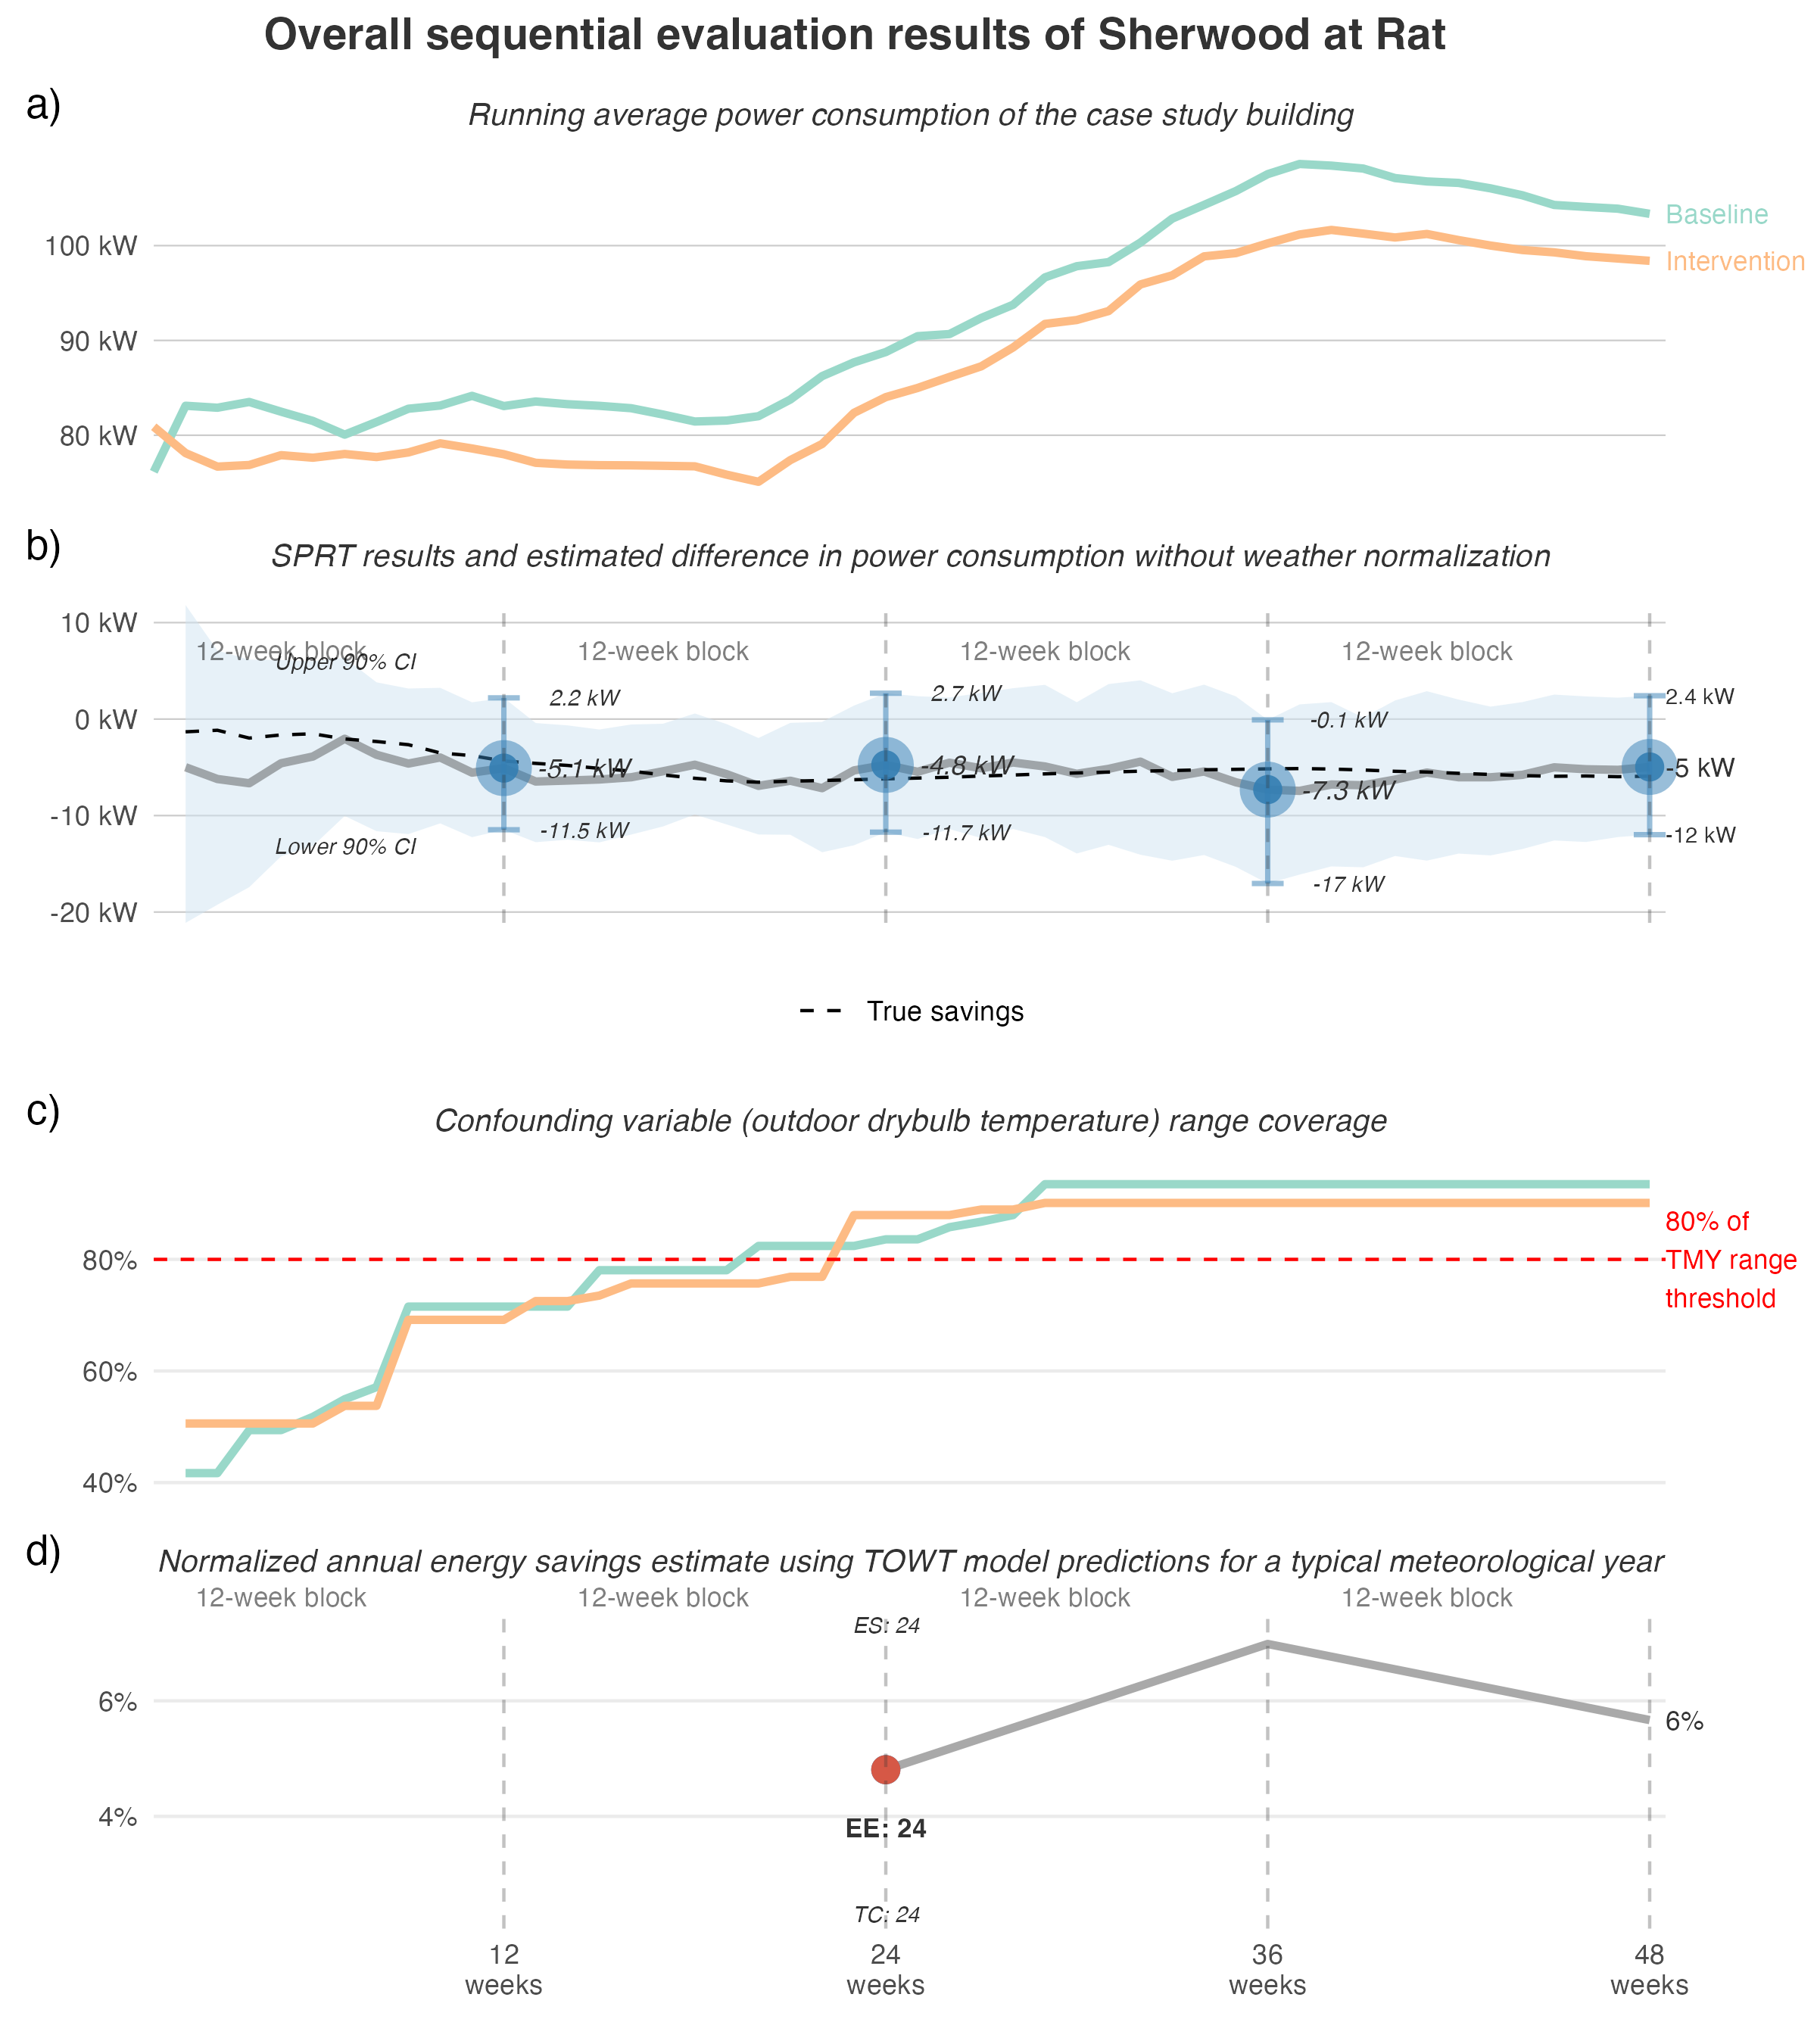 Overall sequential evaluation results of Sherwood at Rat
a)
Running average power consumption of the case study building
100 kW
90 kW
80 kW
Baseline
Intervention
b)
SPRT results and estimated difference in power consumption without weather normalization
10 kW
0 kW
-10 kW
-20 kW
12-week block
12-week block
12-week block
12-week block
Upper 90% CI
Lower 90% CI
2.2 kW
-5.1 kW
-11.5 kW
2.7 kW
-4.8 kW
-11.7 kW
-0.1 kW
-7.3 kW
-17 kW
2.4 kW
-5 kW
-12 kW
True savings
c)
Confounding variable (outdoor drybulb temperature) range coverage
80%
60%
40%
80% of
TMY range
threshold
d)
Normalized annual energy savings estimate using TOWT model predictions for a typical meteorological year
12-week block
12-week block
12-week block
12-week block
ES: 24
6%
4%
6%
EE: 24
TC: 24
12
weeks
24
weeks
36
weeks
48
weeks